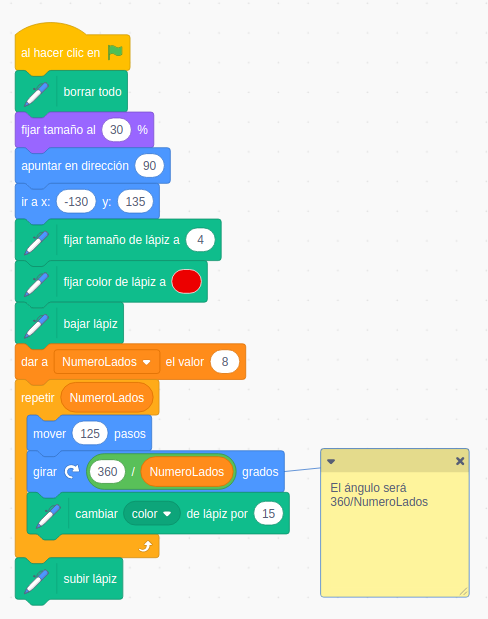 al hacer clic en
borrar todo
fijar tamaño al 30 %
apuntar en dirección 90
ir a x: -130 y: 135
fijar tamaño de lápiz a 4
fijar color de lápiz a
bajar lápiz
dar a NumeroLados el valor 8
repetir NumeroLados
mover 125 pasos
girar 360 / NumeroLados grados
cambiar color de lápiz por 15
subir lápiz
El ángulo será
360/NumeroLados